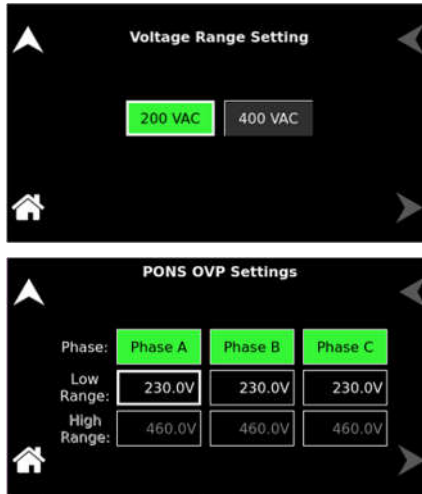 Voltage Range Setting
200 VAC 400 VAC
PONS OVP Settings
Phase: Phase A Phase B Phase C
Low Range: 230.0V 230.0V 230.0V
High Range: 460.0V 460.0V 460.0V